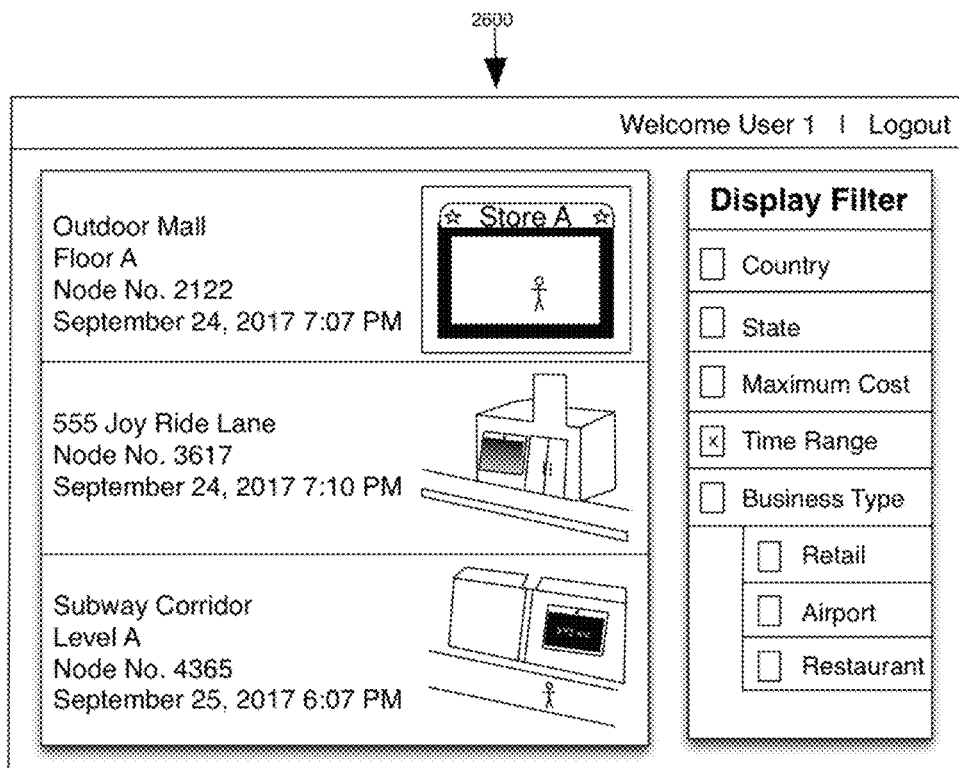 2600
Welcome User 1 | Logout
Outdoor Mall
Floor A
Node No. 2122
September 24, 2017 7:07 PM
Store A
555 Joy Ride Lane
Node No. 3617
September 24, 2017 7:10 PM
Subway Corridor
Level A
Node No. 4365
September 25, 2017 6:07 PM
Display Filter
Country
State
Maximum Cost
x Time Range
Business Type
Retail
Airport
Restaurant